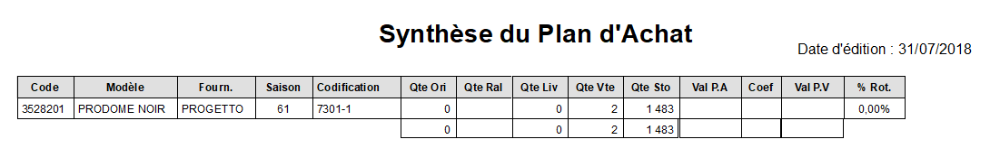 Synthèse du Plan d'Achat
Date d'édition : 31/07/2018
Code Modèle Fourn. Saison Codification Qte Ori Qte Ral Qte Liv Qte Vte Qte Sto Val P.A Coef Val P.V % Rot.
3528201 PRODOME NOIR PROGETTO 61 7301-1 0 0 2 1 483 0,00%
0 0 2 1 483